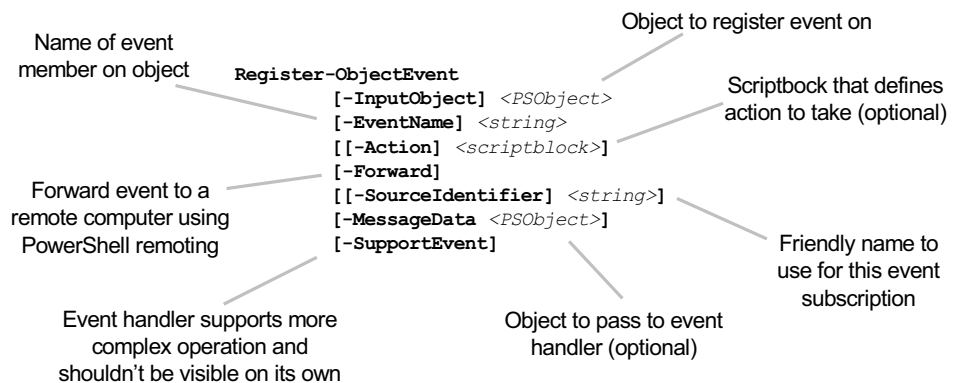 Object to register event on
Name of event
member on object
Register-ObjectEvent
[-InputObject] <PSObject>
[-EventName] <string>
[[-Action] <scriptblock>]
[-Forward]
[[-SourceIdentifier] <string>]
[-MessageData <PSObject>]
[-SupportEvent]
Scriptbock that defines
action to take (optional)
Forward event to a
remote computer using
PowerShell remoting
Friendly name to
use for this event
subscription
Event handler supports more
complex operation and
shouldn't be visible on its own
Object to pass to event
handler (optional)